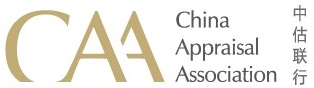 CAA
China
Appraisal
Association
中估联行